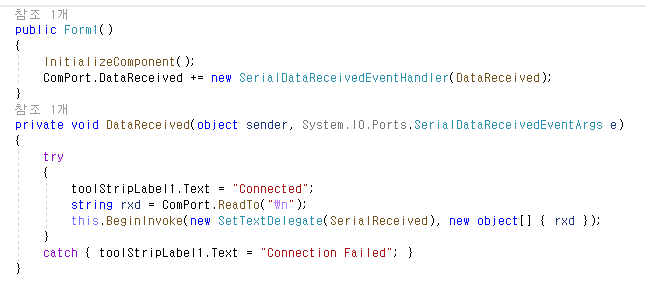 참조 1개
public Form1()
{
InitializeComponent();
ComPort.DataReceived += new SerialDataReceivedEventHandler(DataReceived);
}
참조 1개
private void DataReceived(object sender, System.IO.Ports.SerialDataReceivedEventArgs e)
{
try
{
toolStripLabel1.Text = "Connected";
string rxd = ComPort.ReadTo("₩n");
this.BeginInvoke(new SetTextDelegate(SerialReceived), new object[] { rxd });
}
catch { toolStripLabel1.Text = "Connection Failed"; }
}